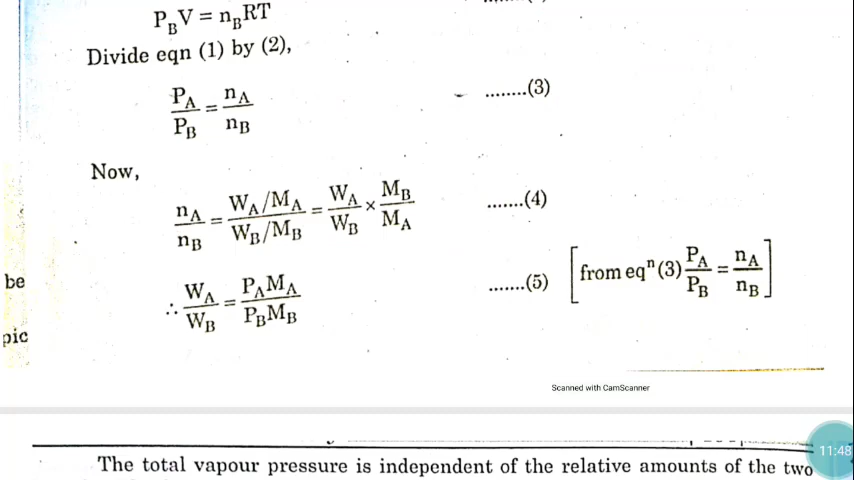 P_B V = n_B RT
Divide eqn (1) by (2),
P_A / P_B = n_A / n_B ........(3)
Now,
n_A / n_B = (W_A/M_A) / (W_B/M_B) = W_A / W_B × M_B / M_A .......(4)
be
∴ W_A / W_B = P_A M_A / P_B M_B .......(5) [from eqⁿ (3) P_A / P_B = n_A / n_B]
pic
Scanned with CamScanner
11:48
The total vapour pressure is independent of the relative amounts of the two